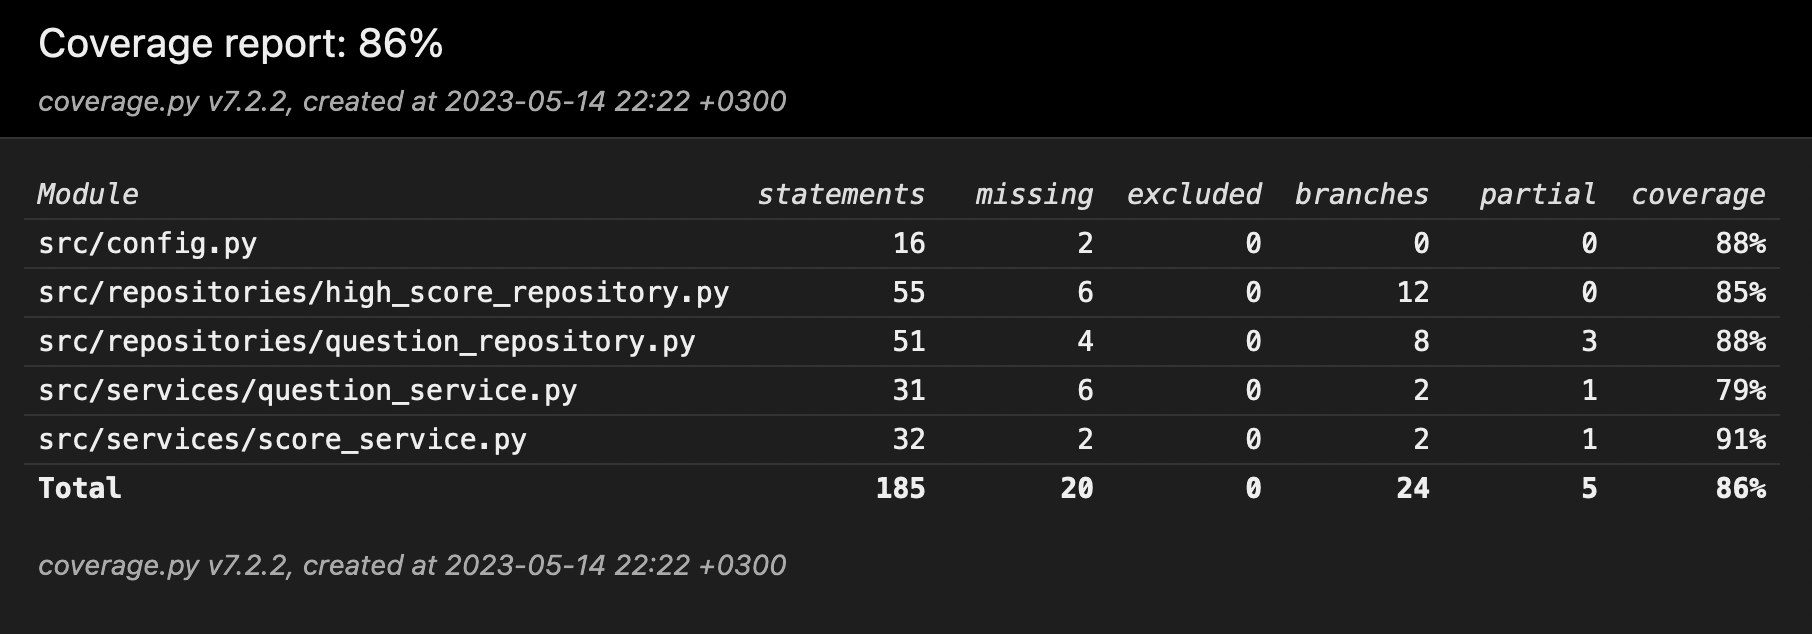 Coverage report: 86%
coverage.py v7.2.2, created at 2023-05-14 22:22 +0300
Module statements missing excluded branches partial coverage
src/config.py 16 2 0 0 0 88%
src/repositories/high_score_repository.py 55 6 0 12 0 85%
src/repositories/question_repository.py 51 4 0 8 3 88%
src/services/question_service.py 31 6 0 2 1 79%
src/services/score_service.py 32 2 0 2 1 91%
Total 185 20 0 24 5 86%
coverage.py v7.2.2, created at 2023-05-14 22:22 +0300